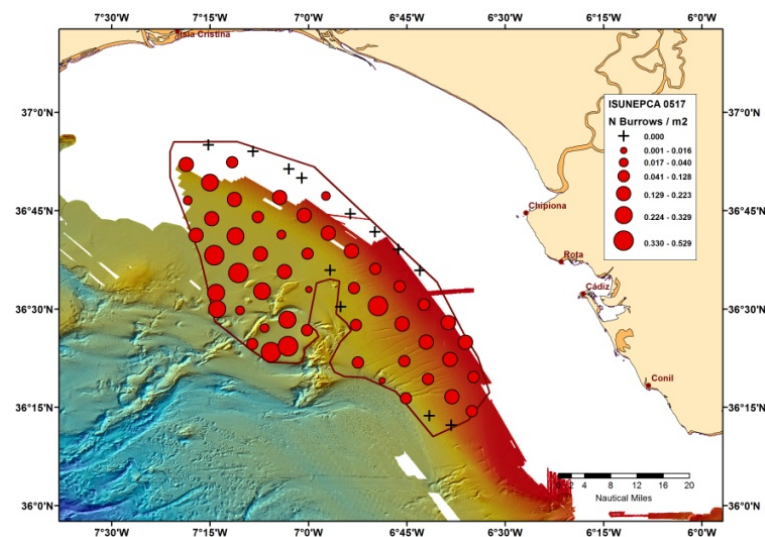 7°30'W 7°15'W 7°0'W 6°45'W 6°30'W 6°15'W 6°0'W
Isla Cristina
37°0'N 37°0'N
ISUNEPCA 0517
N Burrows / m2
0.000
0.001 - 0.016
0.017 - 0.040
0.041 - 0.128
0.129 - 0.223
0.224 - 0.329
0.330 - 0.529
36°45'N 36°45'N
Chipiona
Rota
Cádiz
36°30'N 36°30'N
Conil
36°15'N 36°15'N
0 2 4 8 12 16 20
Nautical Miles
36°0'N 36°0'N
7°30'W 7°15'W 7°0'W 6°45'W 6°30'W 6°15'W 6°0'W